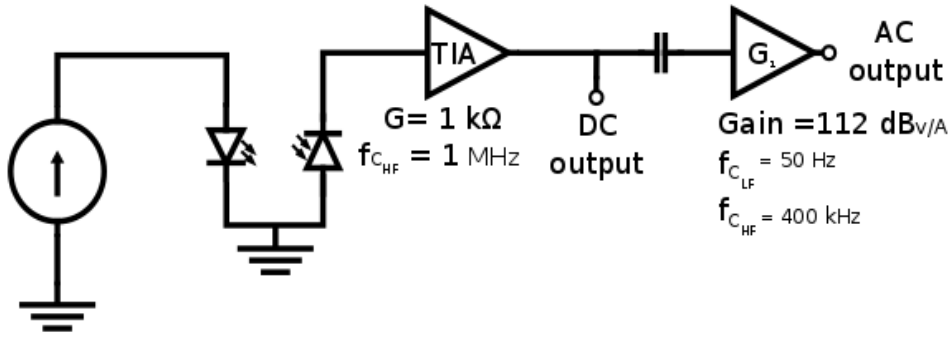 TIA
G= 1 kΩ
fCHF = 1 MHz
DC
output
G1
AC
output
Gain =112 dBV/A
fCLF = 50 Hz
fCHF = 400 kHz